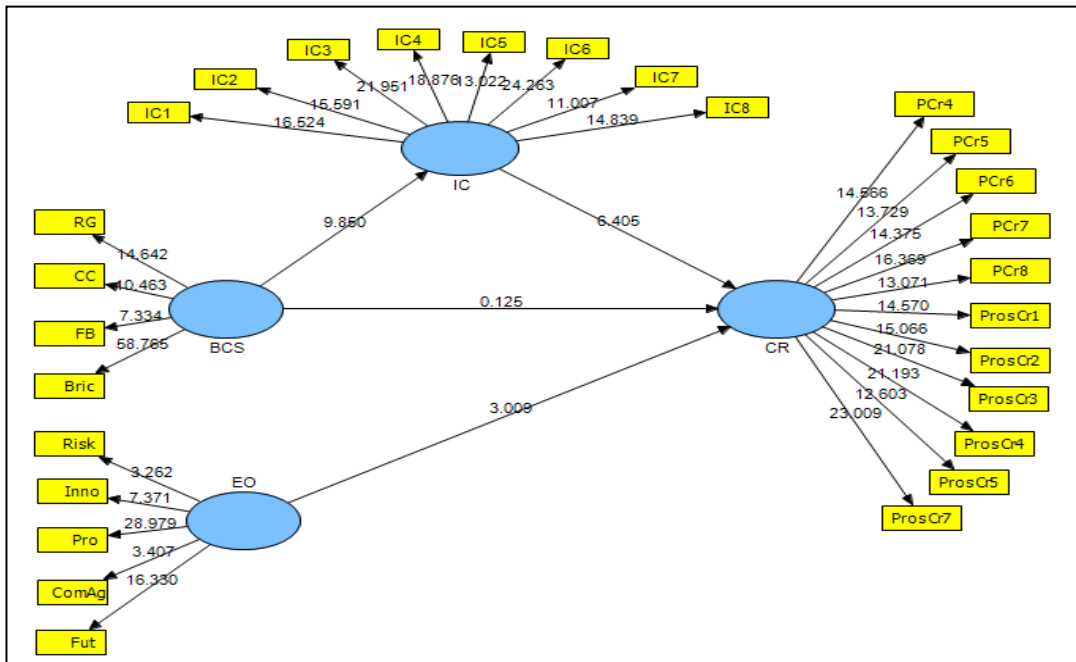 IC4
IC5
IC3
IC6
IC2
IC7
IC1
IC8
21.951
18.876
13.022
24.263
15.591
11.007
16.524
14.839
IC
PCr4
PCr5
PCr6
PCr7
PCr8
ProsCr1
ProsCr2
ProsCr3
ProsCr4
ProsCr5
ProsCr7
14.566
13.729
14.375
16.369
13.071
14.570
15.066
21.078
21.193
12.603
23.009
CR
9.850
6.405
0.125
3.009
RG
CC
FB
Bric
14.642
10.463
7.334
58.765
BCS
Risk
Inno
Pro
ComAg
Fut
3.262
7.371
28.979
3.407
16.330
EO